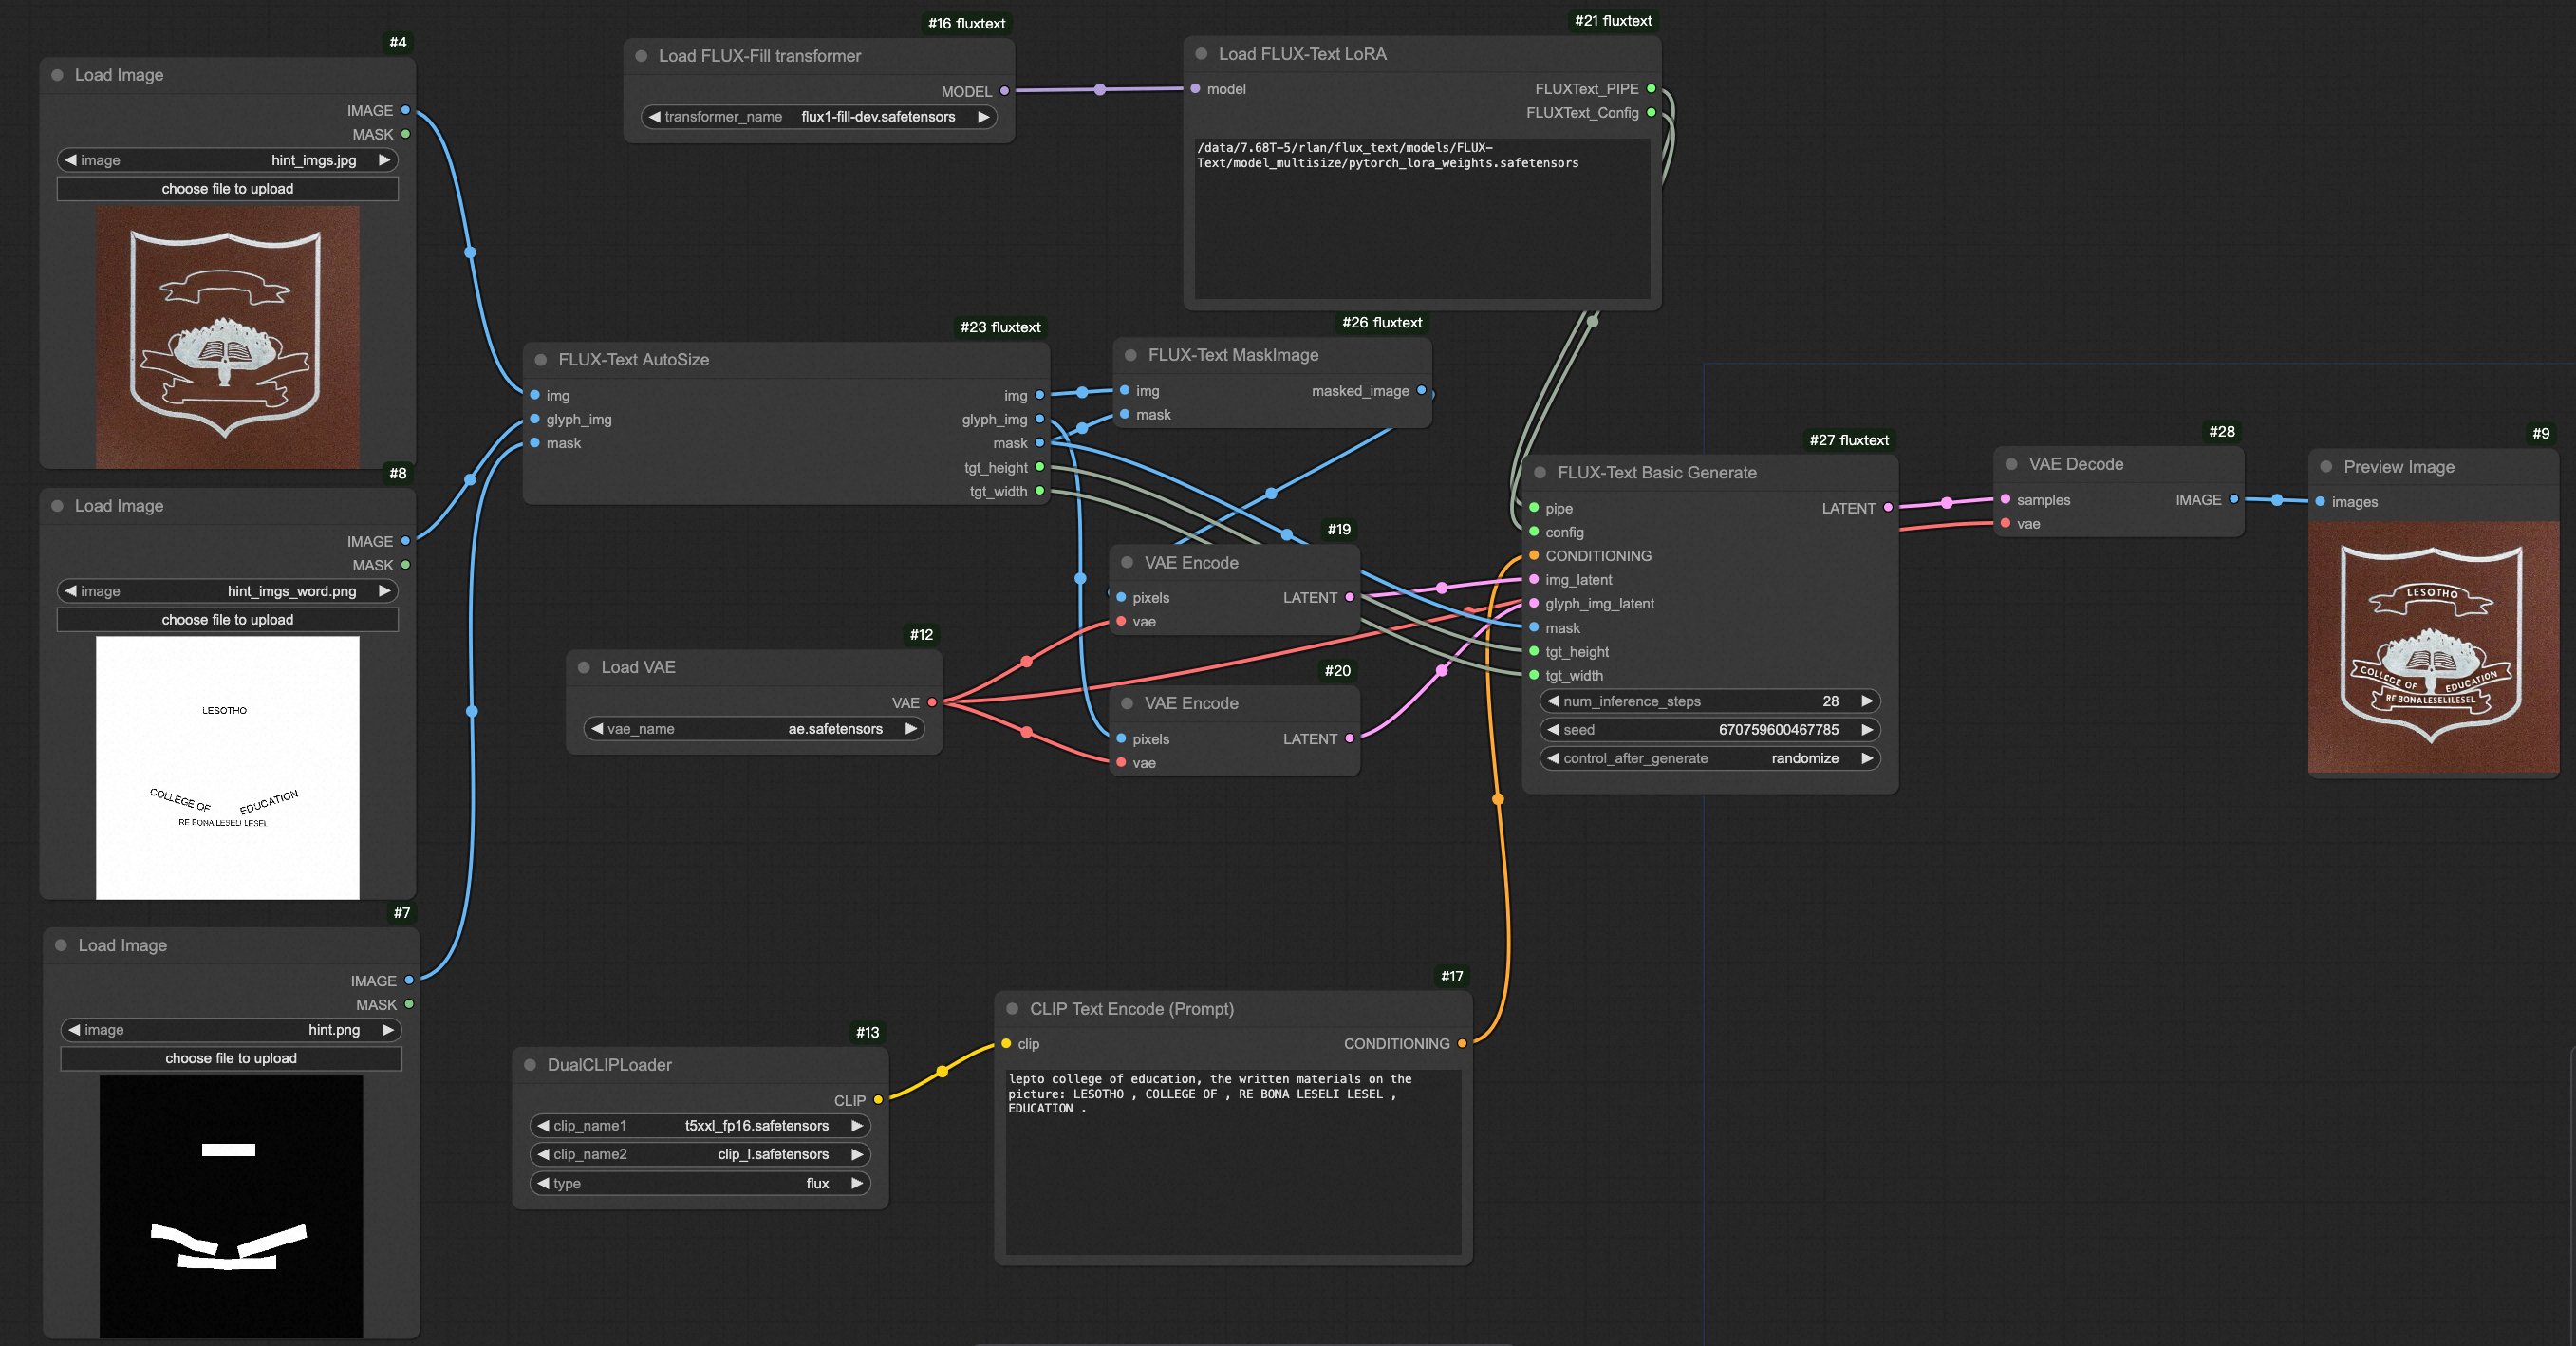 #4
Load Image
IMAGE
MASK
image hint_imgs.jpg
choose file to upload
#8
Load Image
IMAGE
MASK
image hint_imgs_word.png
choose file to upload
LESOTHO
COLLEGE OF EDUCATION
RE BONA LESELI LESEL
#7
Load Image
IMAGE
MASK
image hint.png
choose file to upload
#16 fluxtext
Load FLUX-Fill transformer
MODEL
transformer_name flux1-fill-dev.safetensors
#21 fluxtext
Load FLUX-Text LoRA
model FLUXText_PIPE
FLUXText_Config
/data/7.68T-5/rlan/flux_text/models/FLUX-
Text/model_multisize/pytorch_lora_weights.safetensors
#23 fluxtext
FLUX-Text AutoSize
img img
glyph_img glyph_img
mask mask
tgt_height
tgt_width
#26 fluxtext
FLUX-Text MaskImage
img masked_image
mask
#19
VAE Encode
pixels LATENT
vae
#12
Load VAE
VAE
vae_name ae.safetensors
#20
VAE Encode
pixels LATENT
vae
#13
DualCLIPLoader
CLIP
clip_name1 t5xxl_fp16.safetensors
clip_name2 clip_l.safetensors
type flux
#17
CLIP Text Encode (Prompt)
clip CONDITIONING
lepto college of education, the written materials on the
picture: LESOTHO , COLLEGE OF , RE BONA LESELI LESEL ,
EDUCATION .
#27 fluxtext
FLUX-Text Basic Generate
pipe LATENT
config
CONDITIONING
img_latent
glyph_img_latent
mask
tgt_height
tgt_width
num_inference_steps 28
seed 670759600467785
control_after_generate randomize
#28
VAE Decode
samples IMAGE
vae
#9
Preview Image
images
LESOTHO
COLLEGE OF EDUCATION
RE BONA LESELILESEL